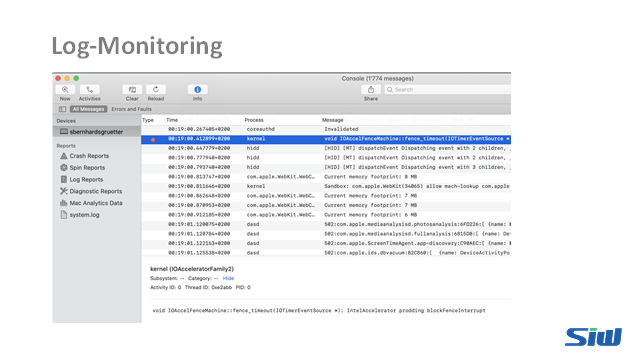 Log-Monitoring
Console (1'774 messages)
Now Activities Clear Reload Info Share Search
All Messages Errors and Faults
Devices
sbernhardsgruetter
Reports
Crash Reports
Spin Reports
Log Reports
Diagnostic Reports
Mac Analytics Data
system.log
Type Time Process Message
00:19:00.267405+0200 coreauthd Invalidated
00:19:00.412899+0200 kernel void IOAccelFenceMachine::fence_timeout(IOTimerEventSource *
00:19:00.447779+0200 hidd [HID] [MT] dispatchEvent Dispatching event with 2 children,
00:19:00.777948+0200 hidd [HID] [MT] dispatchEvent Dispatching event with 2 children,
00:19:00.793740+0200 hidd [HID] [MT] dispatchEvent Dispatching event with 3 children,
00:19:00.813747+0200 com.apple.WebKit.WebC… Current memory footprint: 8 MB
00:19:00.816446+0200 kernel Sandbox: com.apple.WebKit(34065) allow mach-lookup com.apple
00:19:00.862648+0200 com.apple.WebKit.WebC… Current memory footprint: 7 MB
00:19:00.870953+0200 com.apple.WebKit.WebC… Current memory footprint: 7 MB
00:19:00.912185+0200 com.apple.WebKit.WebC… Current memory footprint: 6 MB
00:19:01.120075+0200 dasd 502:com.apple.mediaanalysisd.photosanalysis:6FD226:[ {name:
00:19:01.120784+0200 dasd 502:com.apple.mediaanalysisd.fullanalysis:6815D0:[ {name: De
00:19:01.122163+0200 dasd 502:com.apple.ScreenTimeAgent.app-discovery:C90AEC:[ {name:
00:19:01.125538+0200 dasd 502:com.apple.ids.dbvacuum:82C860:[ {name: DeviceActivityPo
kernel (IOAcceleratorFamily2)
Subsystem: -- Category: -- Hide
Activity ID: 0 Thread ID: 0xe2abb PID: 0
void IOAccelFenceMachine::fence_timeout(IOTimerEventSource *): IntelAccelerator prodding blockFenceInterrupt
SIW